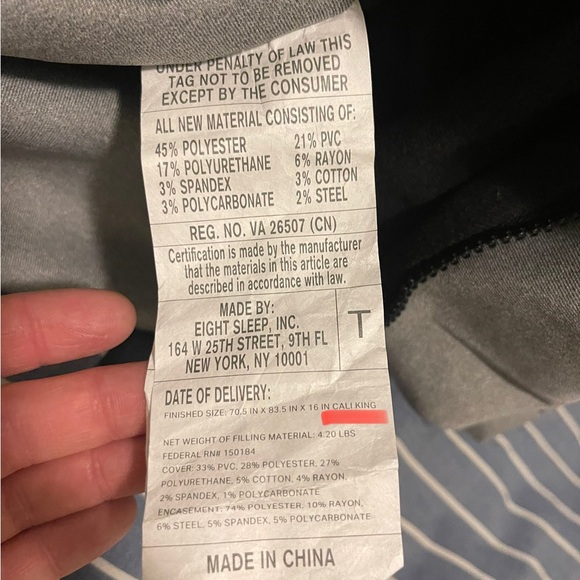 UNDER PENALTY OF LAW THIS
TAG NOT TO BE REMOVED
EXCEPT BY THE CONSUMER
ALL NEW MATERIAL CONSISTING OF:
45% POLYESTER 21% PVC
17% POLYURETHANE 6% RAYON
3% SPANDEX 3% COTTON
3% POLYCARBONATE 2% STEEL
REG. NO. VA 26507 (CN)
Certification is made by the manufacturer
that the materials in this article are
described in accordance with law.
MADE BY:
EIGHT SLEEP, INC.
164 W 25TH STREET, 9TH FL
NEW YORK, NY 10001
T
DATE OF DELIVERY:
FINISHED SIZE: 70.5 IN X 83.5 IN X 16 IN CALI KING
NET WEIGHT OF FILLING MATERIAL: 4.20 LBS
FEDERAL RN# 150184
COVER: 33% PVC, 28% POLYESTER, 27%
POLYURETHANE, 5% COTTON, 4% RAYON,
2% SPANDEX, 1% POLYCARBONATE
ENCASEMENT: 74% POLYESTER, 10% RAYON,
6% STEEL, 5% SPANDEX, 5% POLYCARBONATE
MADE IN CHINA